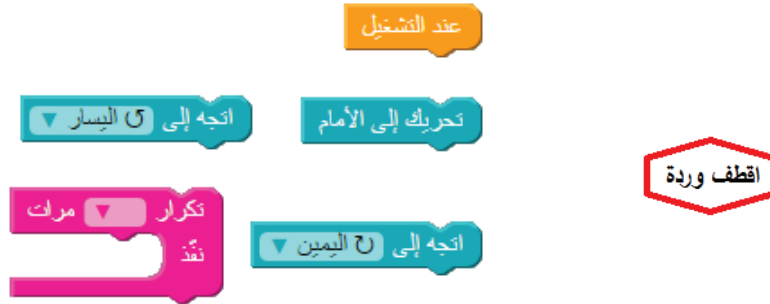 عند التشغيل
تحريك إلى الأمام
اتجه إلى ↺ اليسار ▼
اقطف وردة
تكرار ▼ مرات
نفّذ
اتجه إلى ↻ اليمين ▼